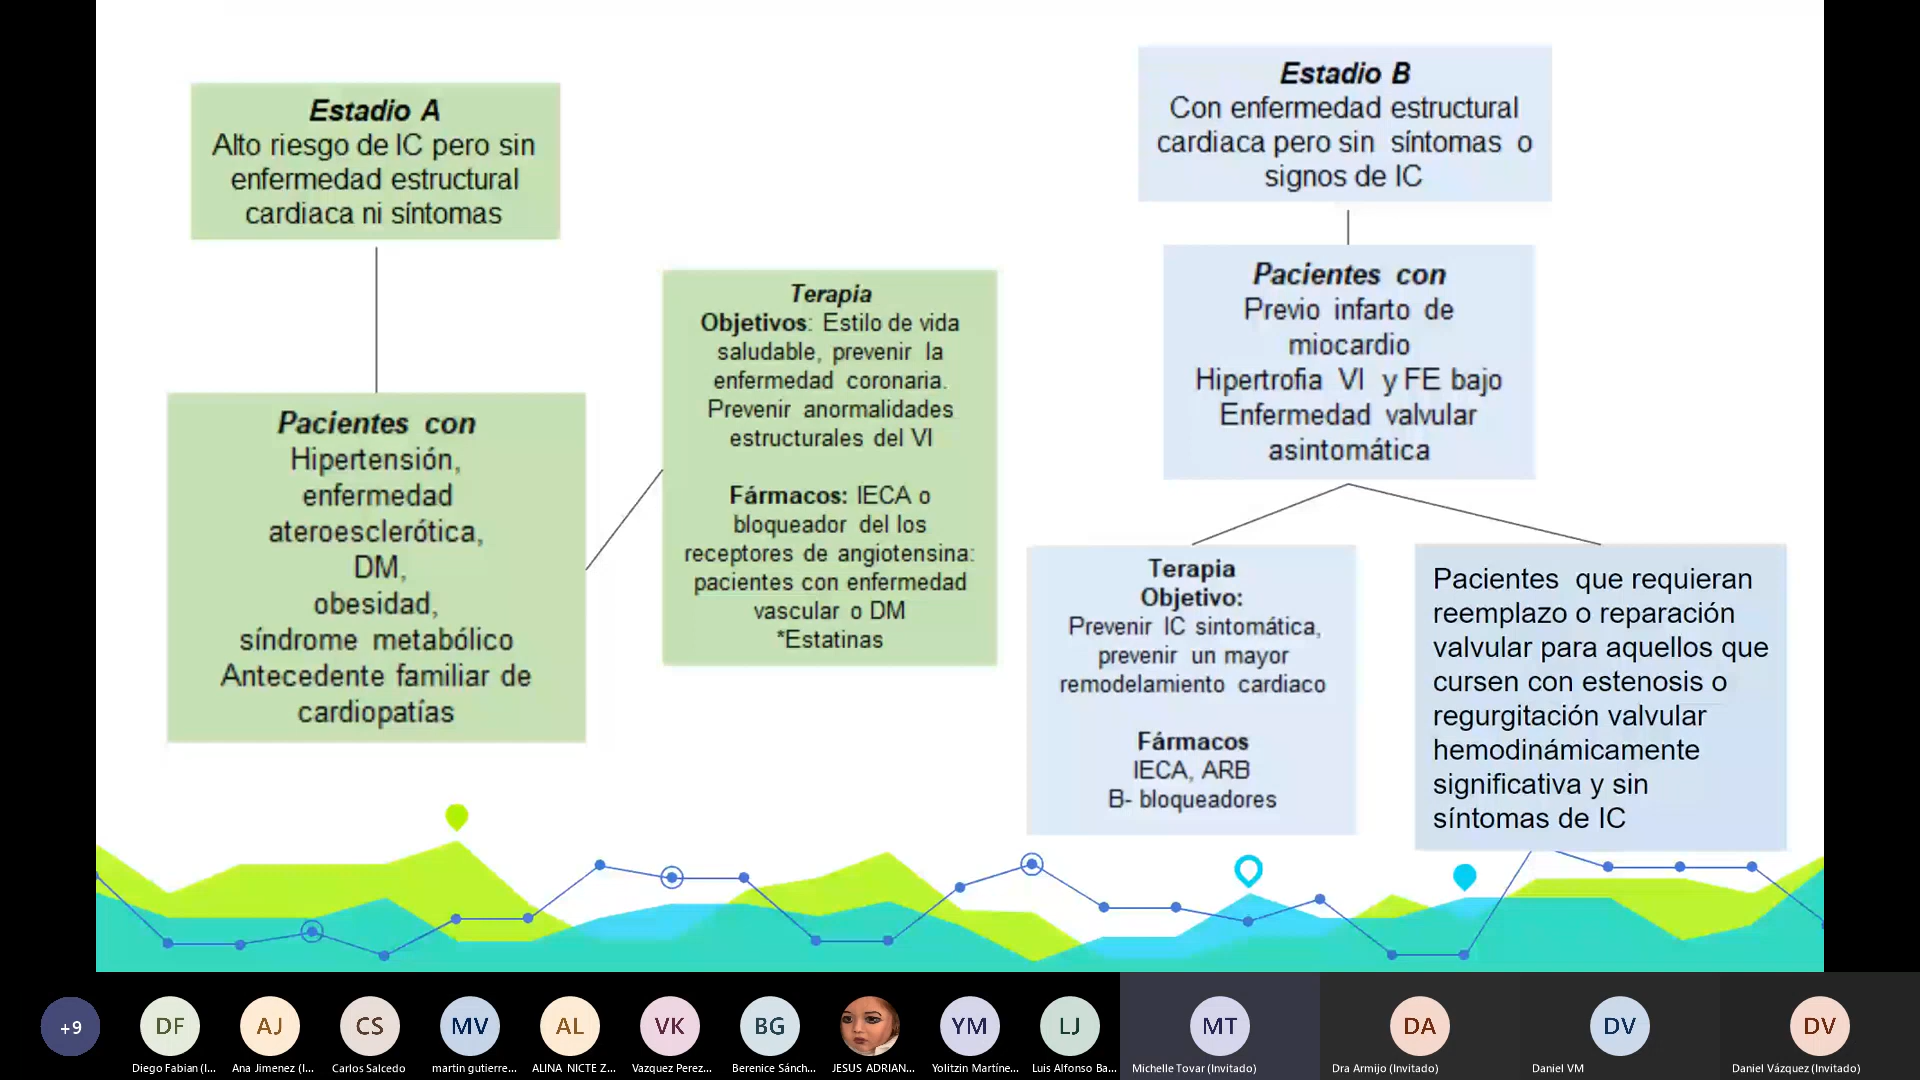 Estadio A
Alto riesgo de IC pero sin
enfermedad estructural
cardiaca ni síntomas
Pacientes con
Hipertensión,
enfermedad
ateroesclerótica,
DM,
obesidad,
síndrome metabólico
Antecedente familiar de
cardiopatías
Terapia
Objetivos: Estilo de vida
saludable, prevenir la
enfermedad coronaria.
Prevenir anormalidades
estructurales del VI
Fármacos: IECA o
bloqueador del los
receptores de angiotensina:
pacientes con enfermedad
vascular o DM
*Estatinas
Estadio B
Con enfermedad estructural
cardiaca pero sin síntomas o
signos de IC
Pacientes con
Previo infarto de
miocardio
Hipertrofia VI y FE bajo
Enfermedad valvular
asintomática
Terapia
Objetivo:
Prevenir IC sintomática,
prevenir un mayor
remodelamiento cardiaco
Fármacos
IECA, ARB
B- bloqueadores
Pacientes que requieran
reemplazo o reparación
valvular para aquellos que
cursen con estenosis o
regurgitación valvular
hemodinámicamente
significativa y sin
síntomas de IC
+9
DF
AJ
CS
MV
AL
VK
BG
YM
LJ
MT
DA
DV
DV
Diego Fabian (I...
Ana Jimenez (I...
Carlos Salcedo
martin gutierre...
ALINA NICTE Z...
Vazquez Perez...
Berenice Sánch...
JESUS ADRIAN...
Yolitzin Martíne...
Luis Alfonso Ba...
Michelle Tovar (Invitado)
Dra Armijo (Invitado)
Daniel VM
Daniel Vázquez (Invitado)